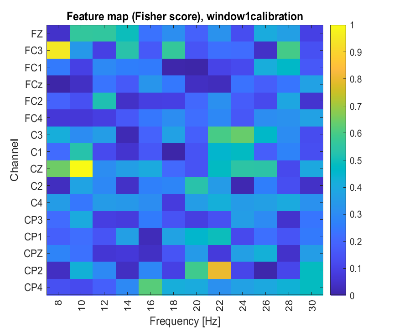 Feature map (Fisher score), window1calibration
Channel
FZ
FC3
FC1
FCz
FC2
FC4
C3
C1
CZ
C2
C4
CP3
CP1
CPZ
CP2
CP4
8 10 12 14 16 18 20 22 24 26 28 30
Frequency [Hz]
1
0.9
0.8
0.7
0.6
0.5
0.4
0.3
0.2
0.1
0